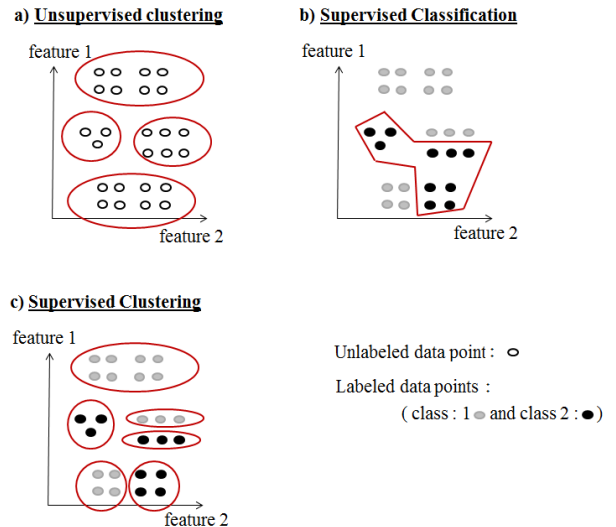 a) Unsupervised clustering
b) Supervised Classification
feature 1
feature 1
feature 2
feature 2
c) Supervised Clustering
feature 1
Unlabeled data point :
Labeled data points :
( class : 1 and class 2 : )
feature 2